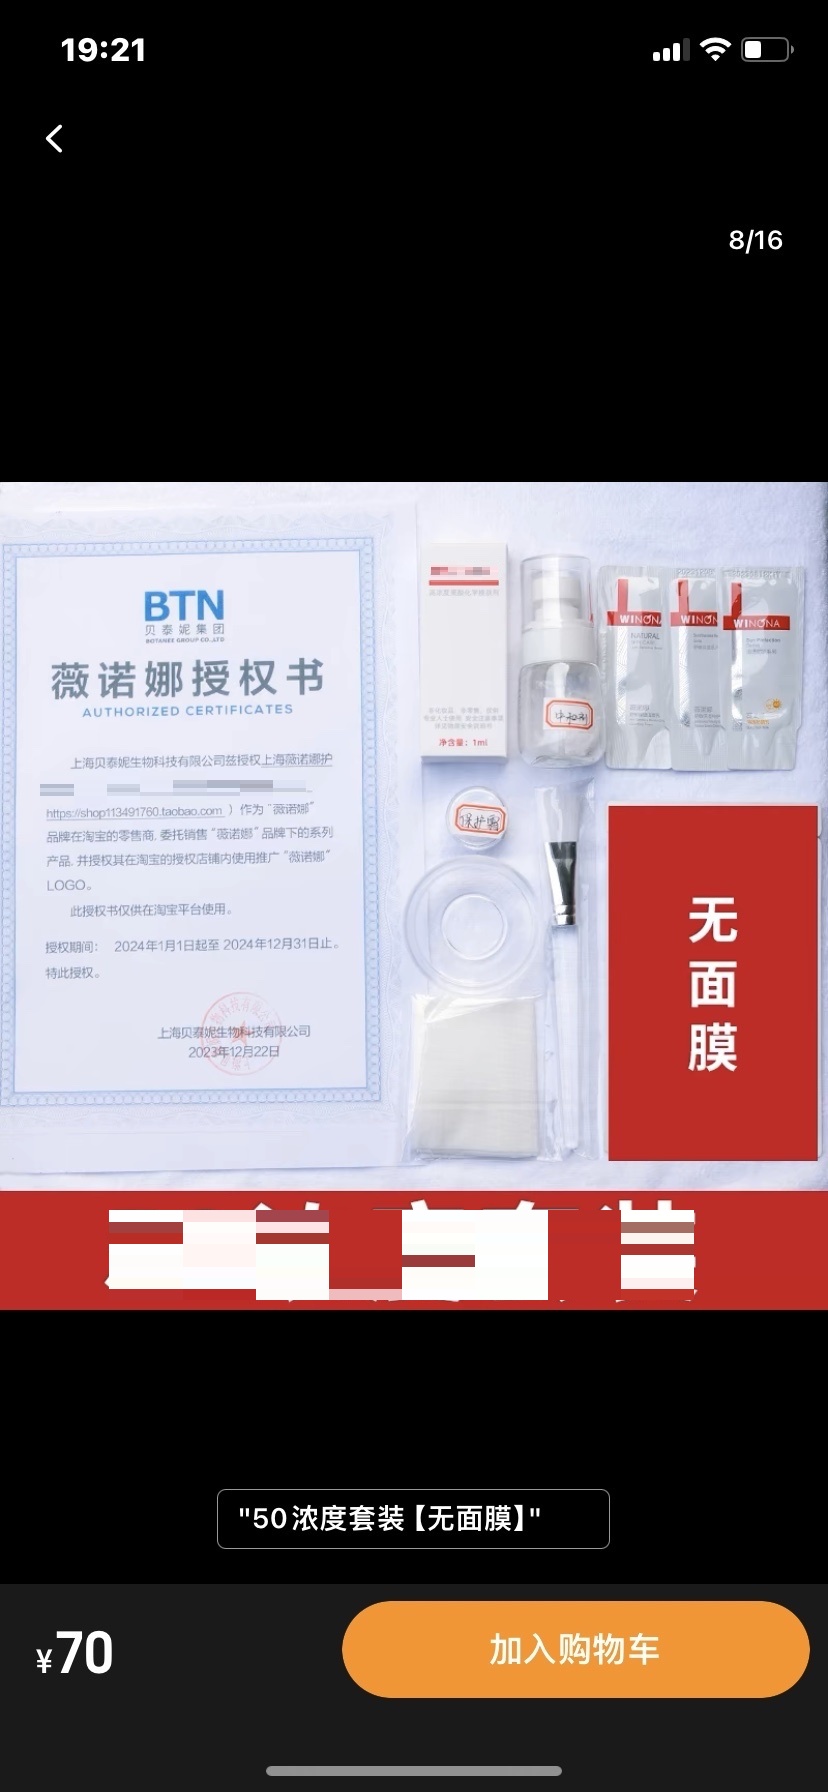 19:21
8/16
BTN
贝泰妮集团
BOTANEE GROUP CO.,LTD
薇诺娜授权书
AUTHORIZED CERTIFICATES
上海贝泰妮生物科技有限公司兹授权上海薇诺娜护
https://shop113491760.taobao.com ）作为“薇诺娜”
品牌在淘宝的零售商，委托销售“薇诺娜”品牌下的系列
产品，并授权其在淘宝的授权店铺内使用推广“薇诺娜”
LOGO。
此授权书仅供在淘宝平台使用。
授权期间： 2024年1月1日起至 2024年12月31日止。
特此授权。
上海贝泰妮生物科技有限公司
2023年12月22日
净含量：1ml
中和剂
WINONA
NATURAL
WINONA
WINONA
Sun Protection
保护霜
无面膜
"50浓度套装【无面膜】"
¥70
加入购物车